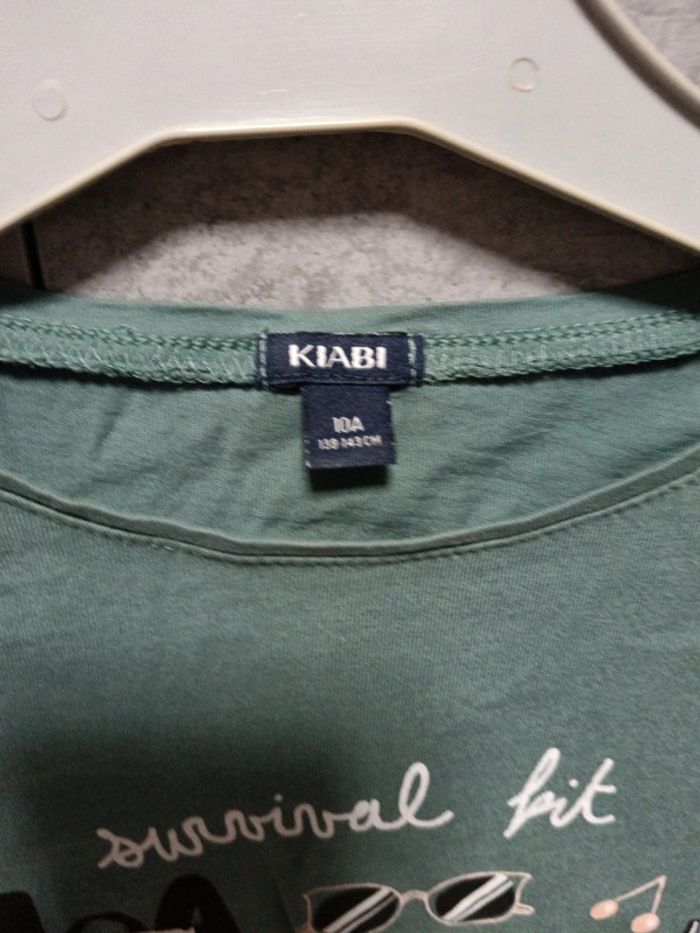 KIABI
10A
138-143CM
survival kit